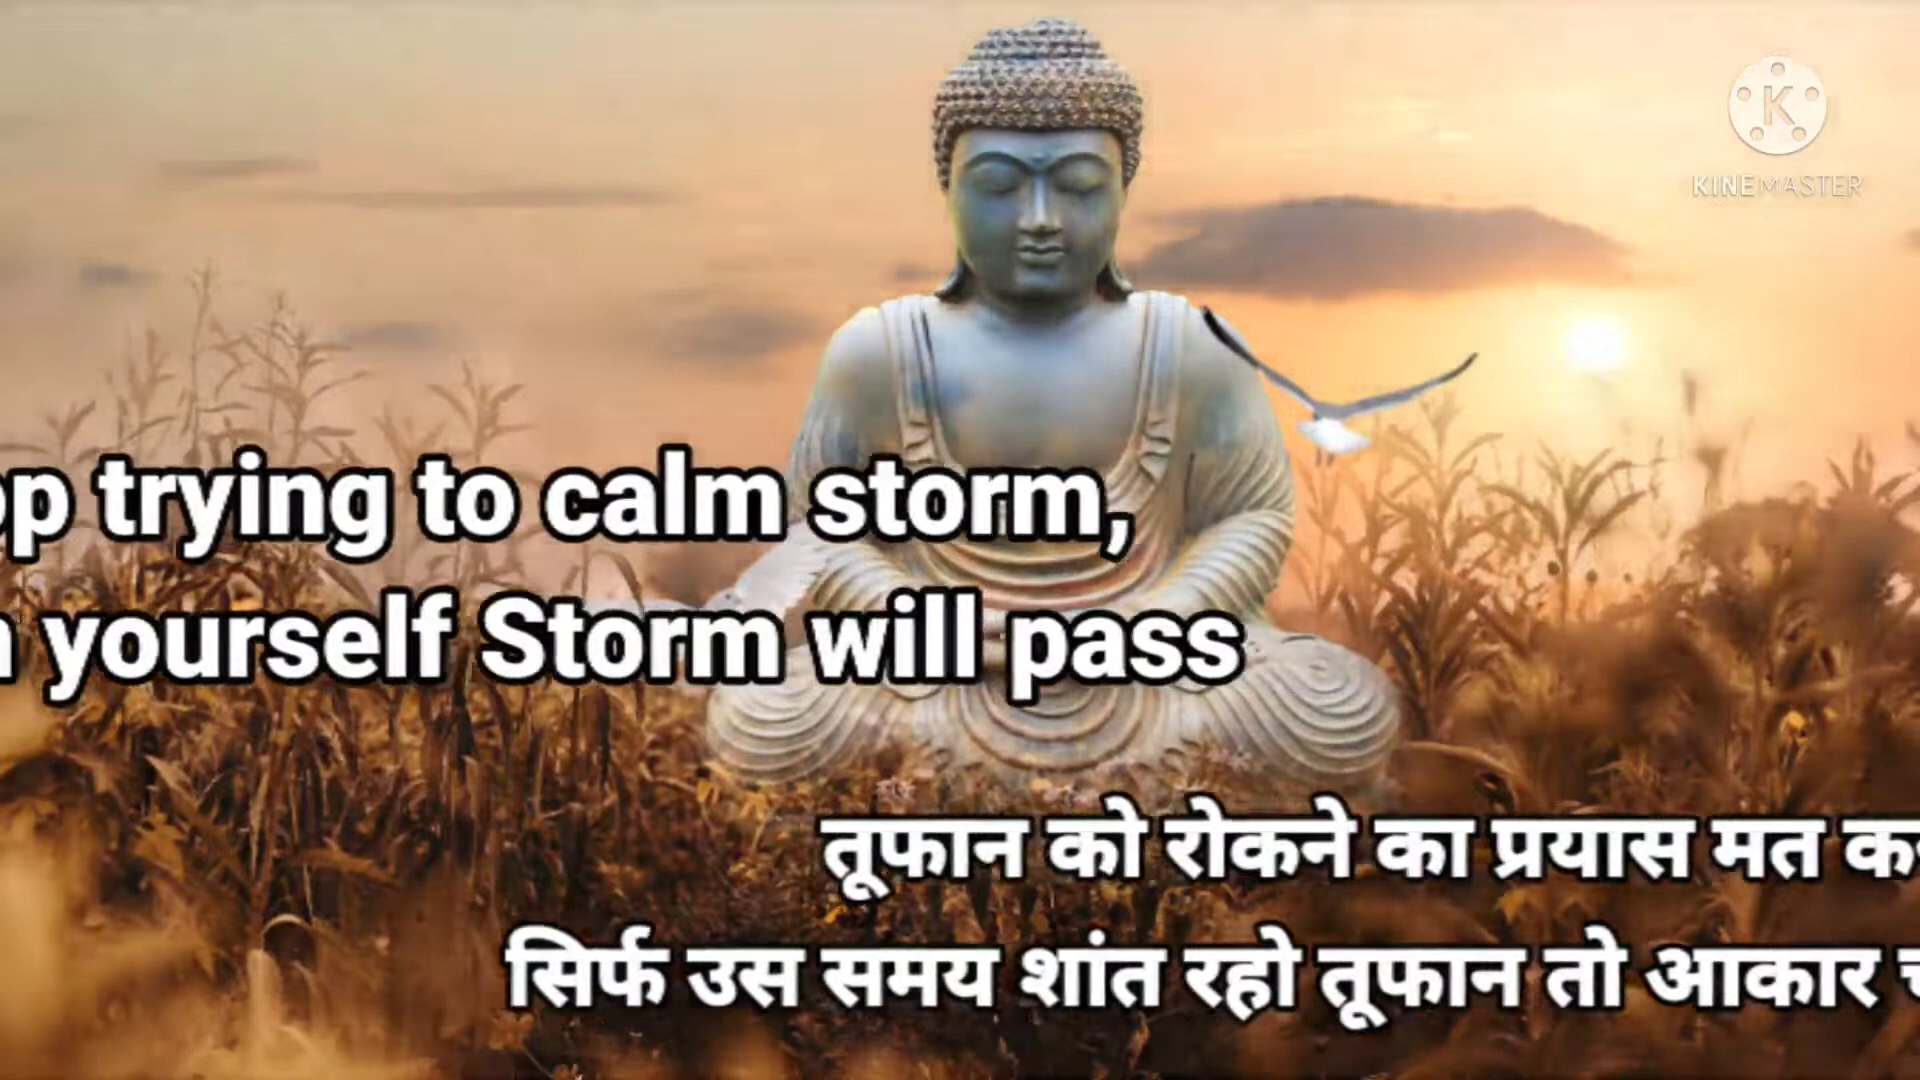 K
KINEMASTER
trying to calm storm,
yourself Storm will pass
तूफान को रोकने का प्रयास मत
सिर्फ उस समय शांत रहो तूफान तो आकार